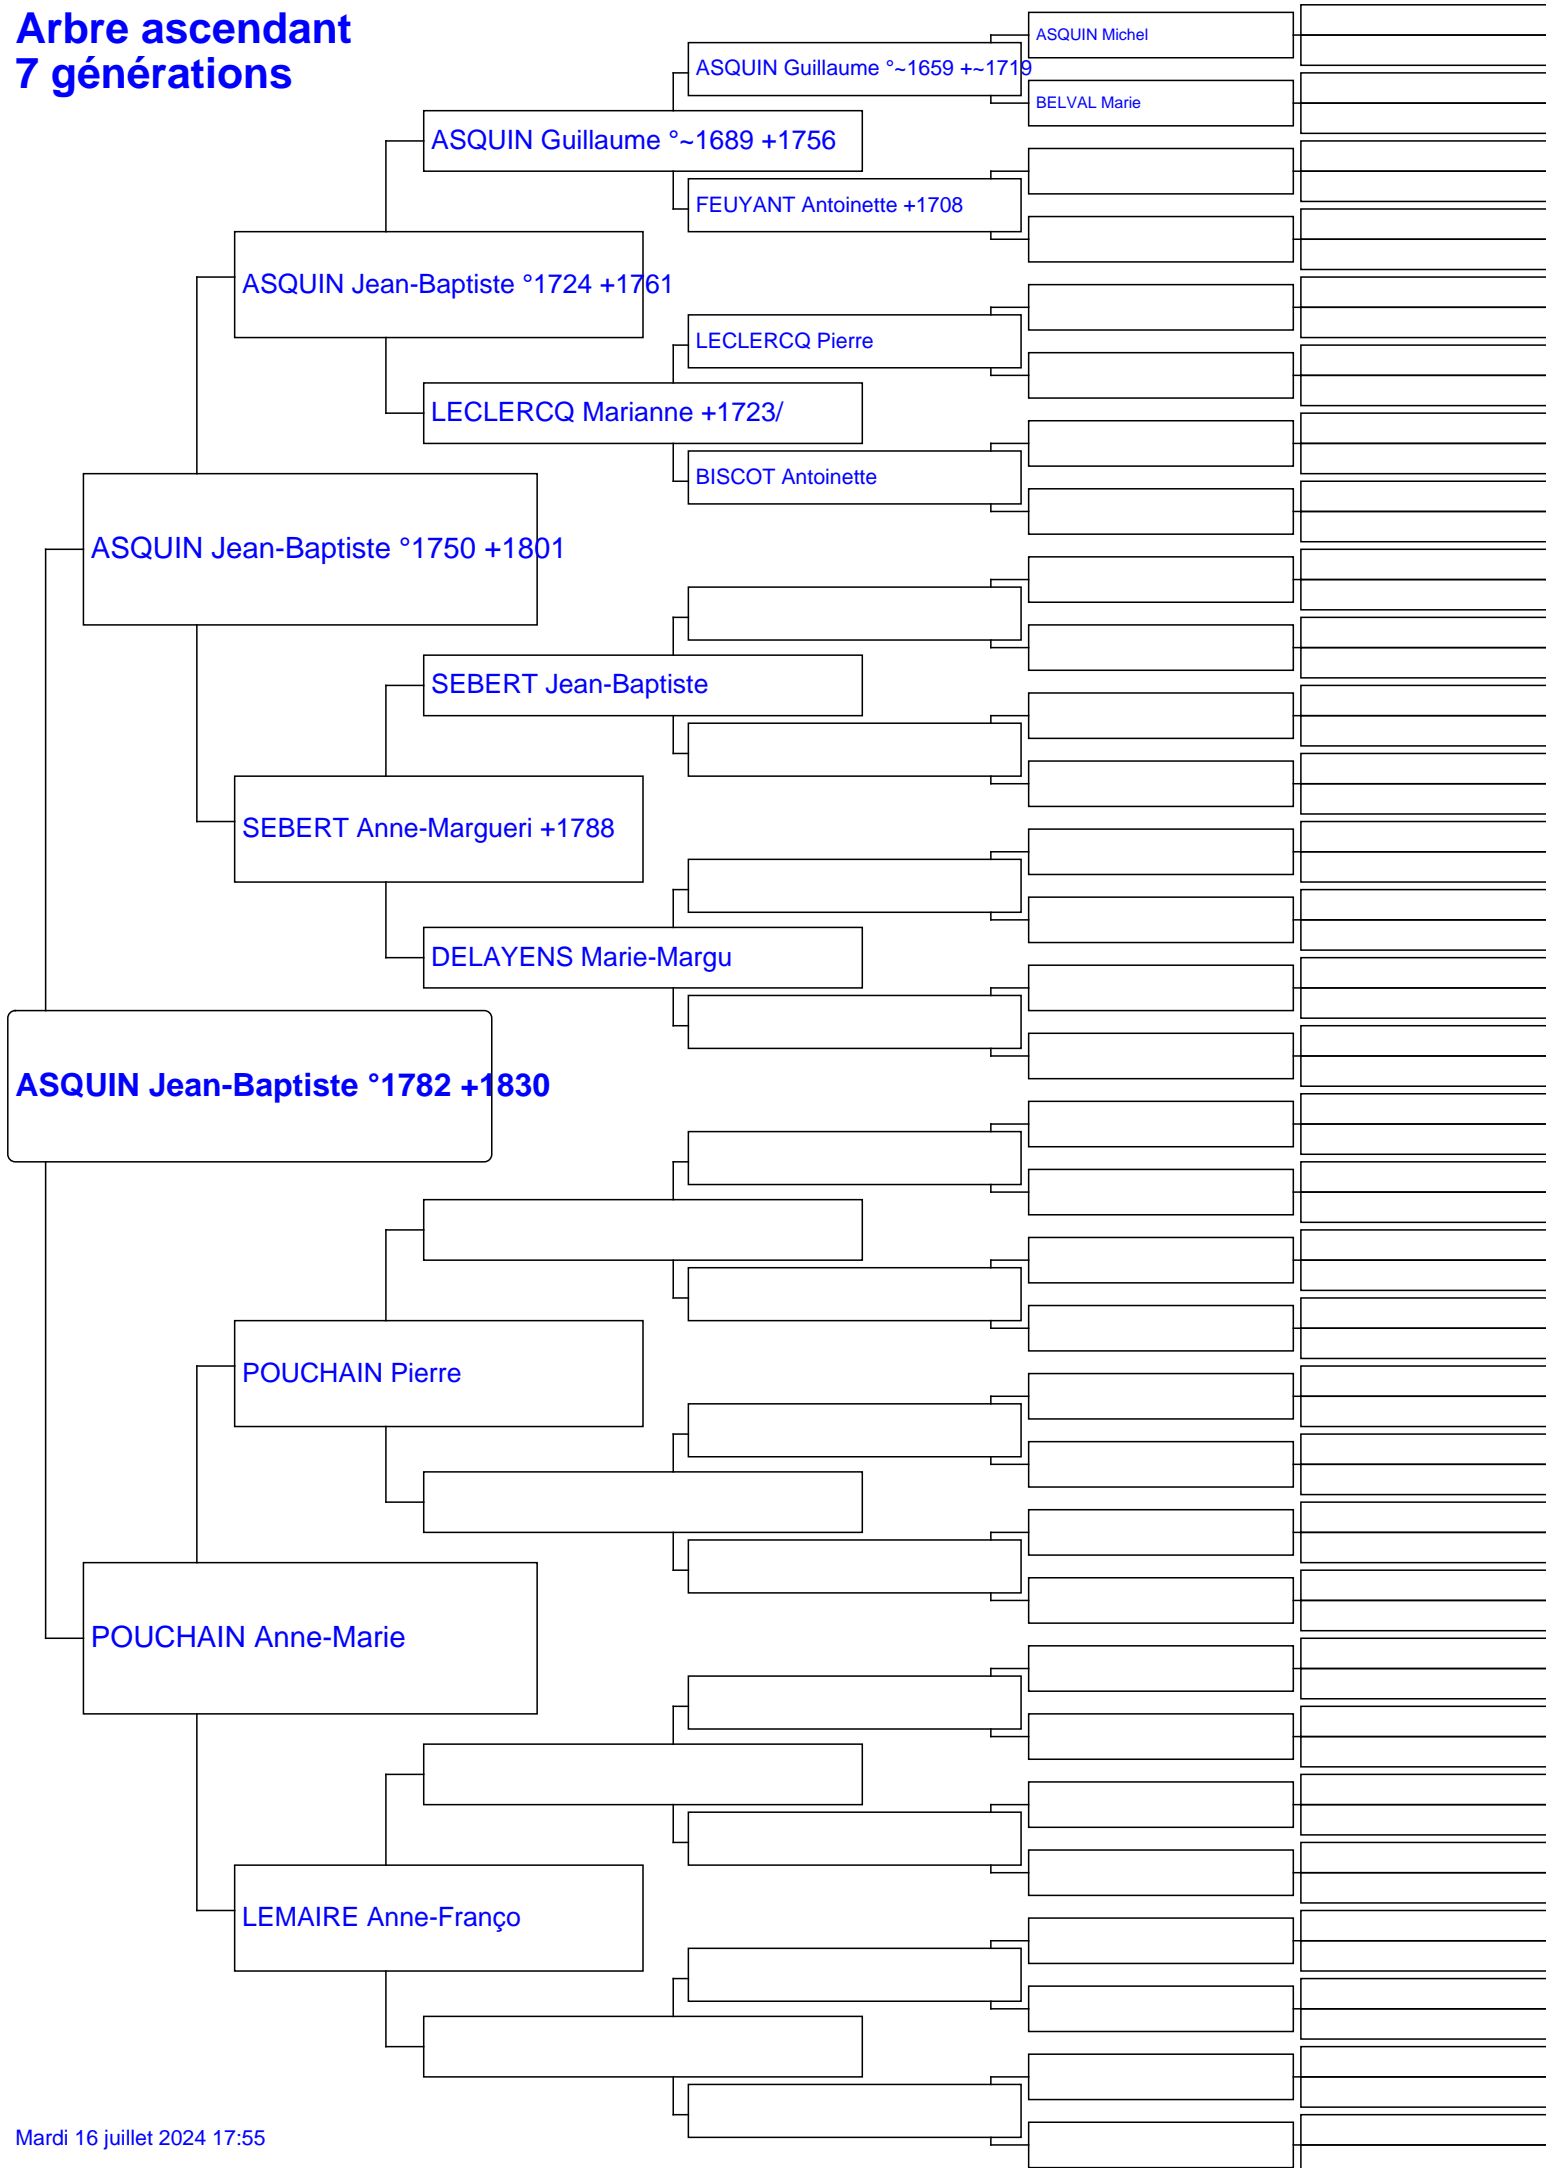 Arbre ascendant
7 générations
ASQUIN Michel
ASQUIN Guillaume °~1659 +~1719
BELVAL Marie
ASQUIN Guillaume °~1689 +1756
FEUYANT Antoinette +1708
ASQUIN Jean-Baptiste °1724 +1761
LECLERCQ Pierre
LECLERCQ Marianne +1723/
BISCOT Antoinette
ASQUIN Jean-Baptiste °1750 +1801
SEBERT Jean-Baptiste
SEBERT Anne-Margueri +1788
DELAYENS Marie-Margu
ASQUIN Jean-Baptiste °1782 +1830
POUCHAIN Pierre
POUCHAIN Anne-Marie
LEMAIRE Anne-Franço
Mardi 16 juillet 2024 17:55